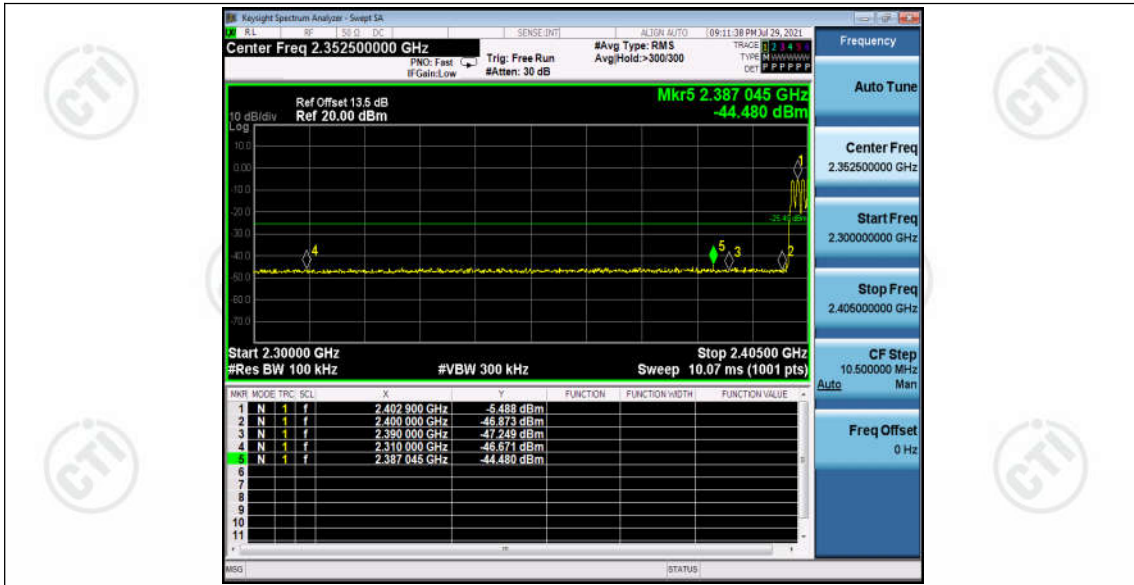 Keysight Spectrum Analyzer - Swept SA
RL RF 50 Ω DC SENSE:INT ALIGN AUTO 09:11:38 PM Jul 29, 2021
Center Freq 2.352500000 GHz
PNO: Fast
IFGain:Low
Trig: Free Run
#Atten: 30 dB
#Avg Type: RMS
Avg|Hold:>300/300
TRACE 1 2 3 4 5 6
TYPE M W W W W W
DET P P P P P P
Frequency
Auto Tune
Center Freq
2.352500000 GHz
Start Freq
2.300000000 GHz
Stop Freq
2.405000000 GHz
CF Step
10.500000 MHz
Auto Man
Freq Offset
0 Hz
Mkr5 2.387 045 GHz
-44.480 dBm
Ref Offset 13.5 dB
10 dB/div Ref 20.00 dBm
Log
10.0
0.00
-10.0
-20.0
-30.0
-40.0
-50.0
-60.0
-70.0
1
4
5
3
2
Start 2.30000 GHz Stop 2.40500 GHz
#Res BW 100 kHz #VBW 300 kHz Sweep 10.07 ms (1001 pts)
MKR MODE TRC SCL X Y FUNCTION FUNCTION WIDTH FUNCTION VALUE
1 N 1 f 2.402 900 GHz -5.488 dBm
2 N 1 f 2.400 000 GHz -46.873 dBm
3 N 1 f 2.390 000 GHz -47.249 dBm
4 N 1 f 2.310 000 GHz -46.671 dBm
5 N 1 f 2.387 045 GHz -44.480 dBm
6
7
8
9
10
11
MSG STATUS
CTI
CTI
CTI
CTI